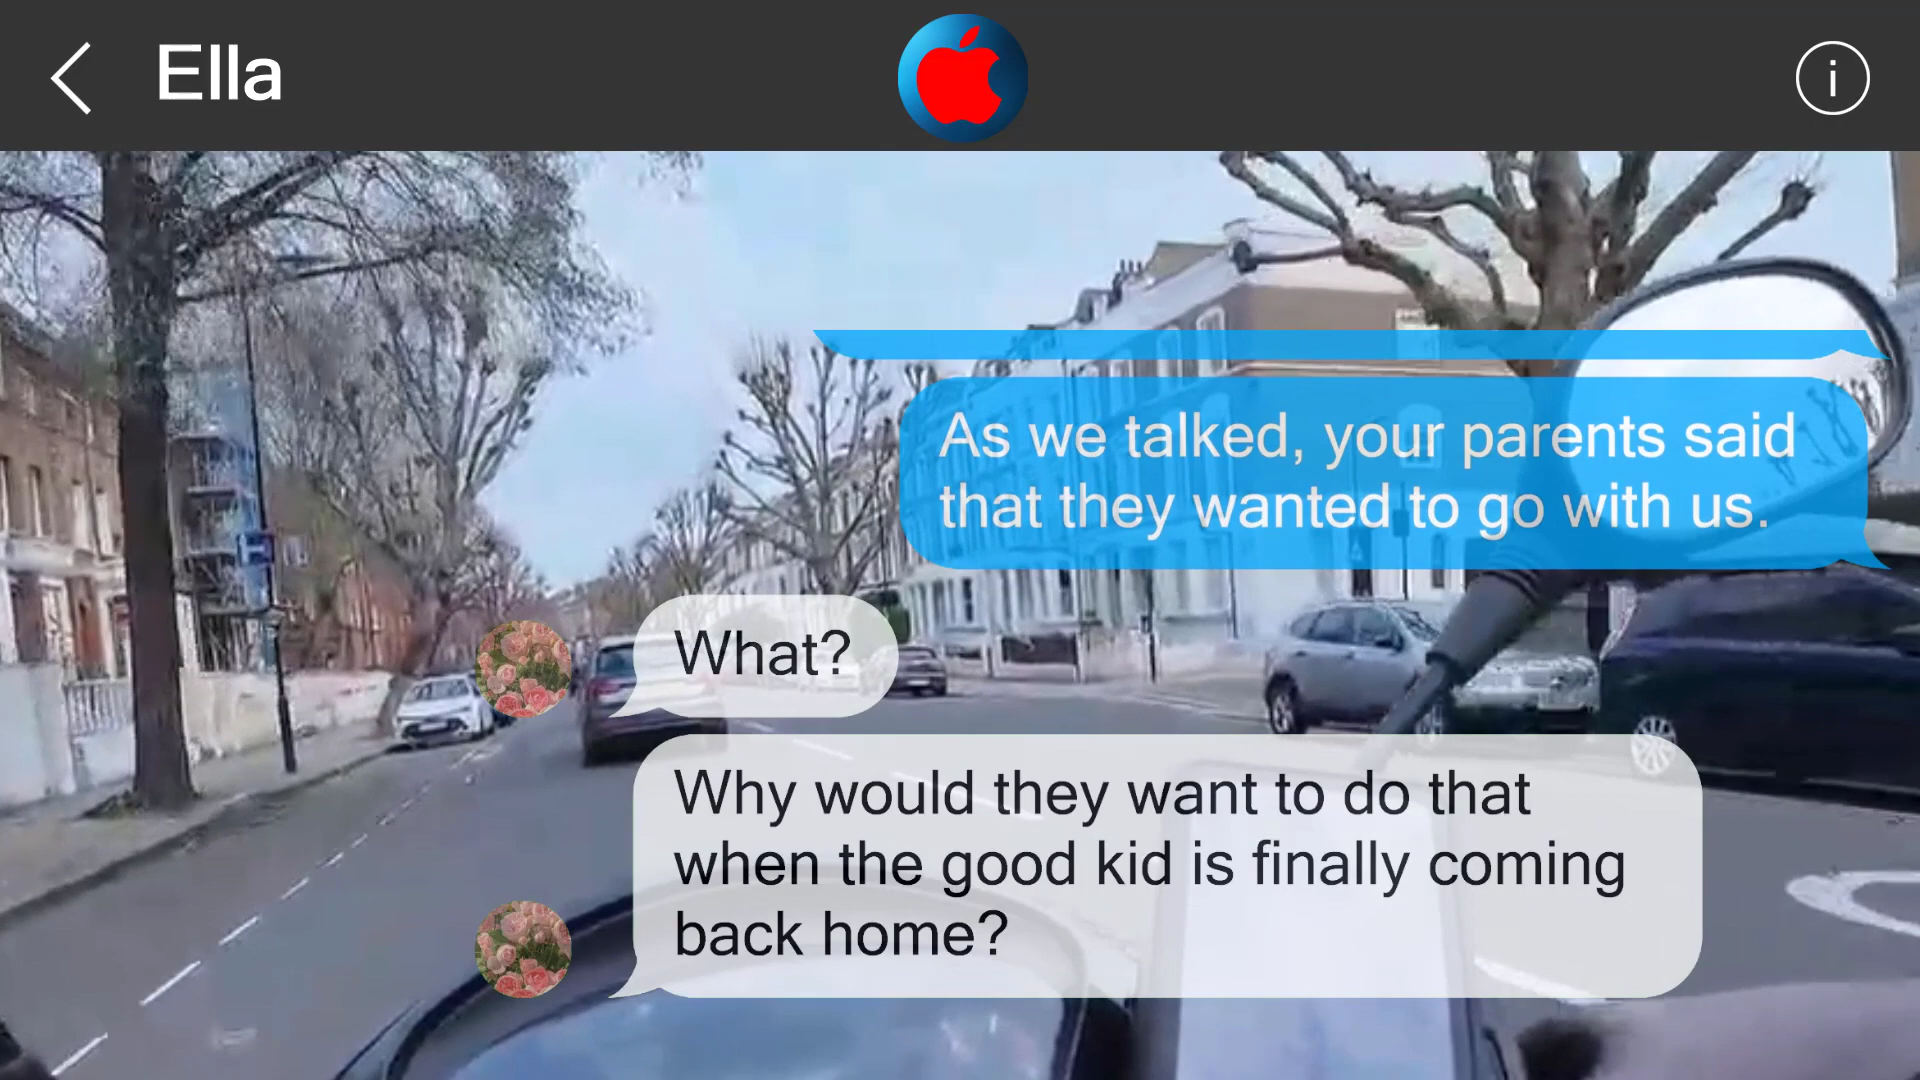 Ella
As we talked, your parents said
that they wanted to go with us.
What?
Why would they want to do that
when the good kid is finally coming
back home?